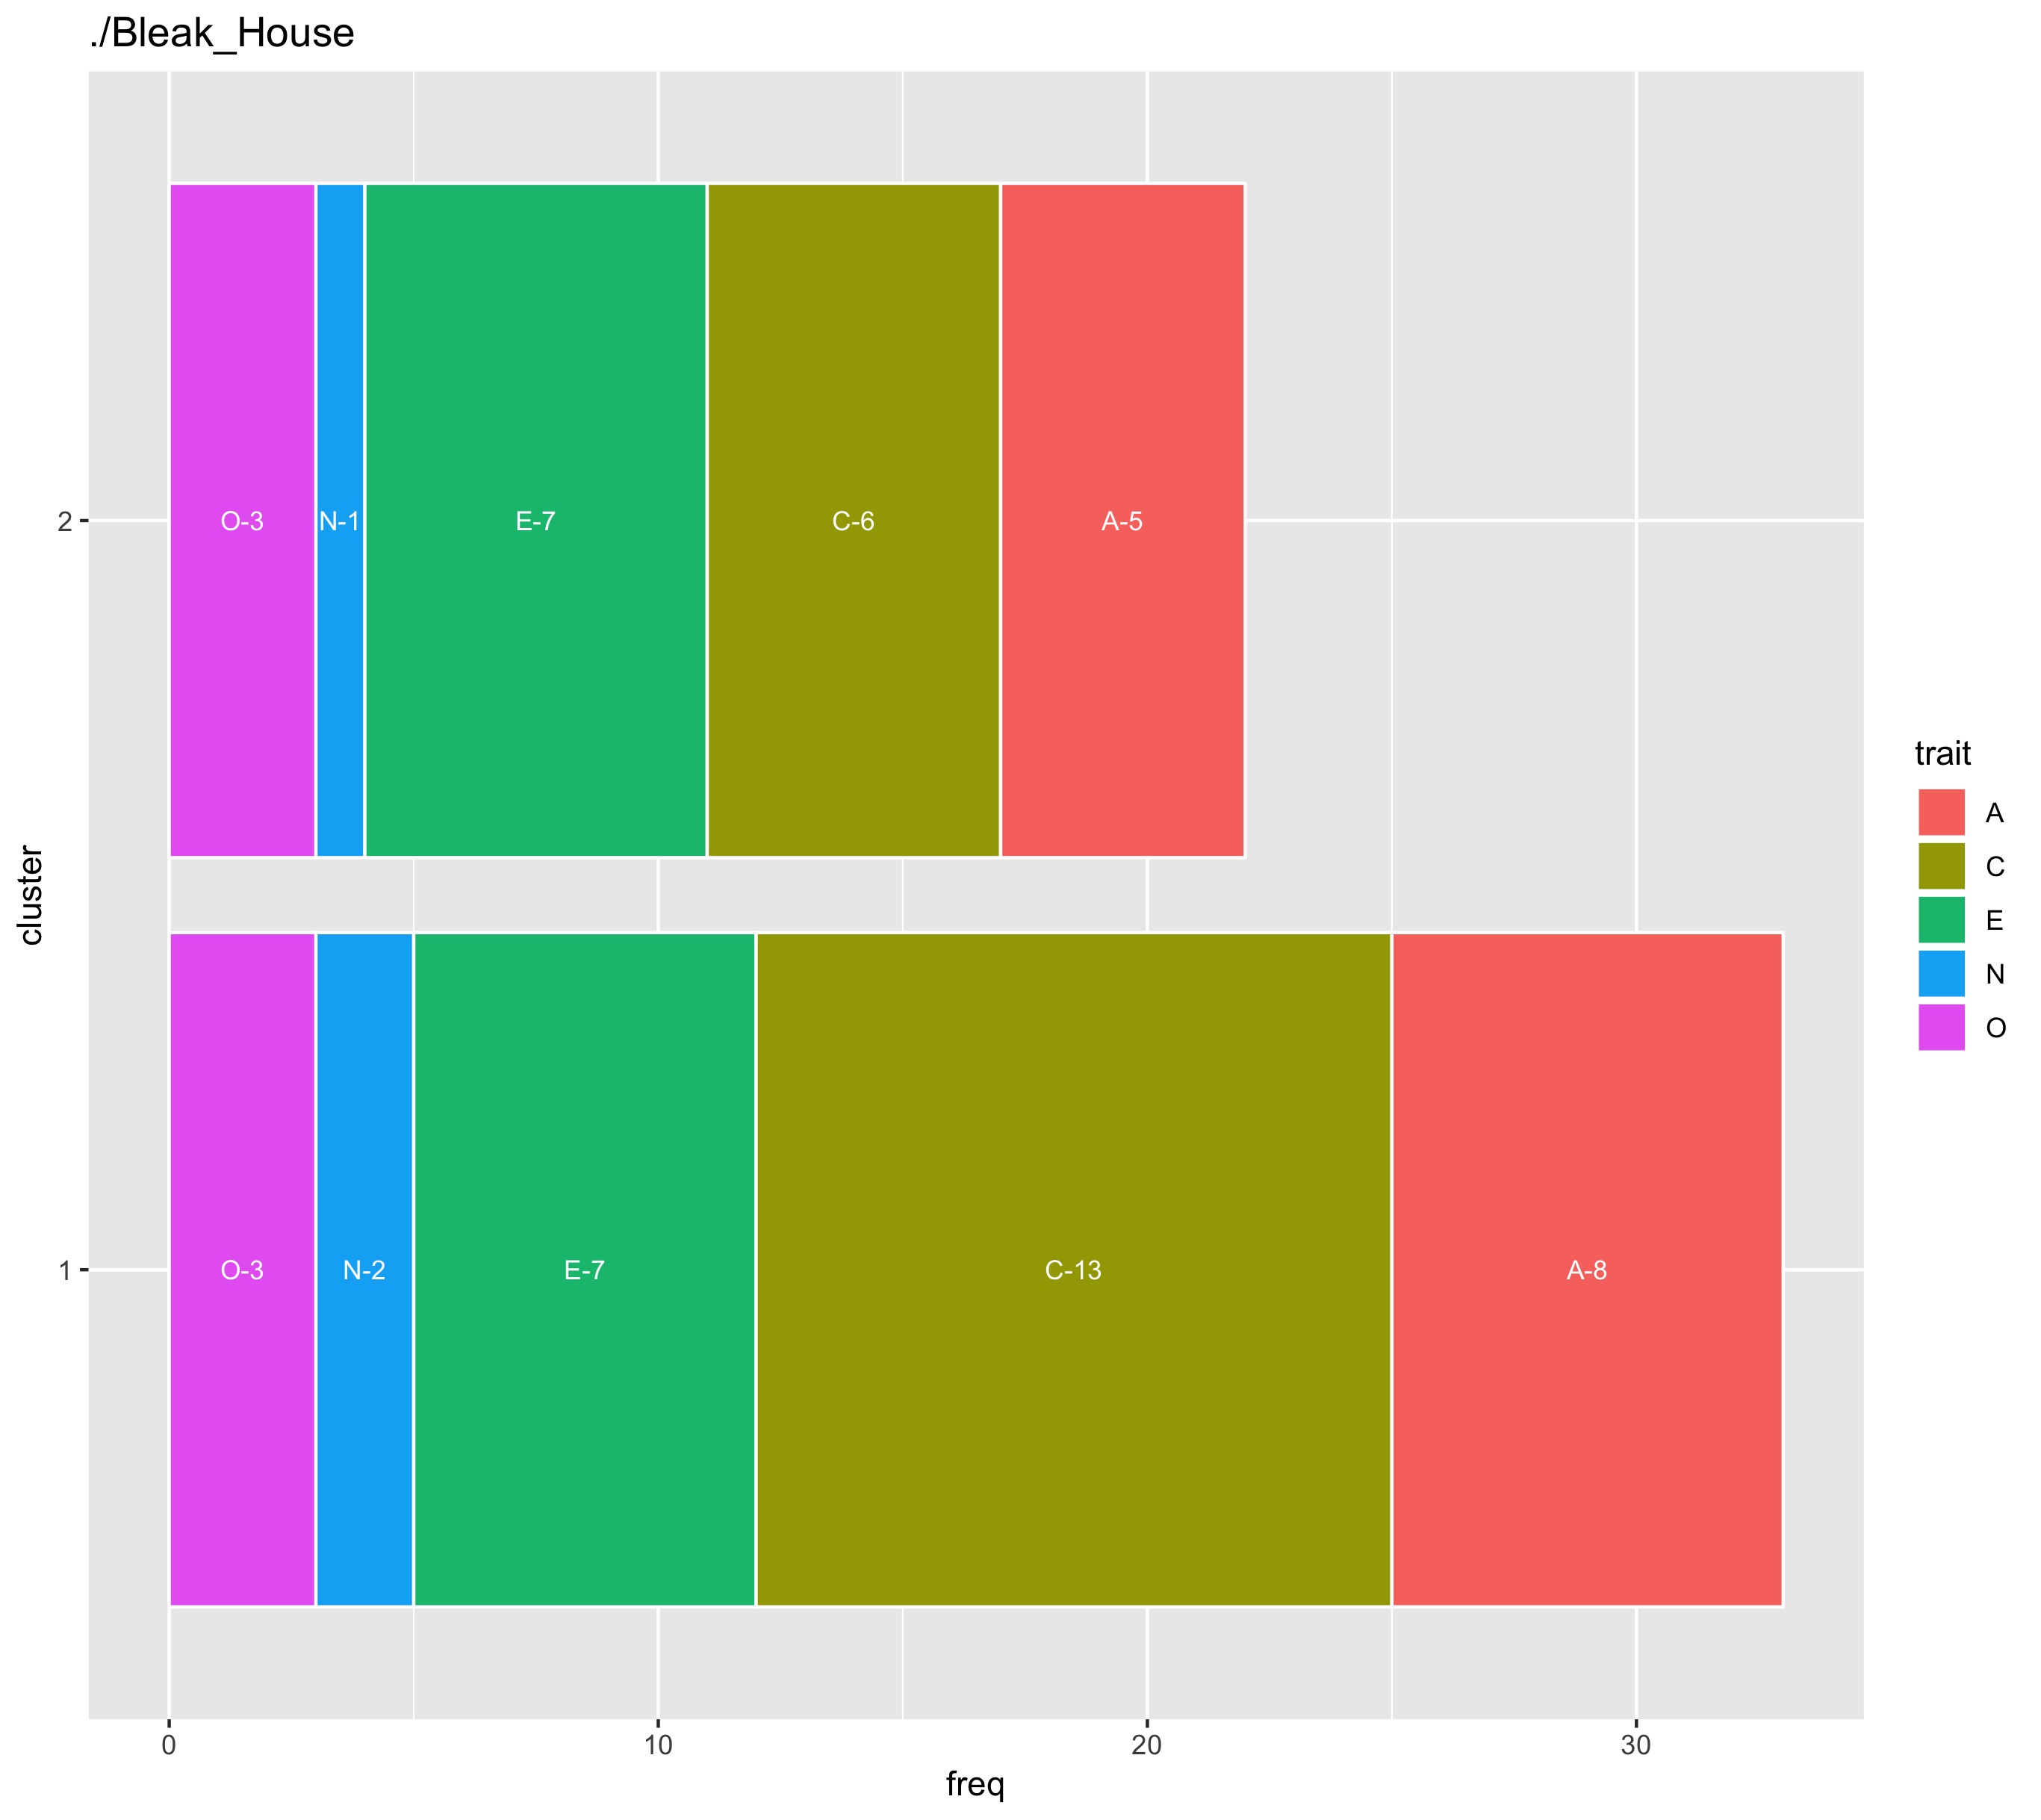 ./Bleak_House
cluster
2
O-3 N-1 E-7 C-6 A-5
1
O-3 N-2 E-7 C-13 A-8
0 10 20 30
freq
trait
A
C
E
N
O